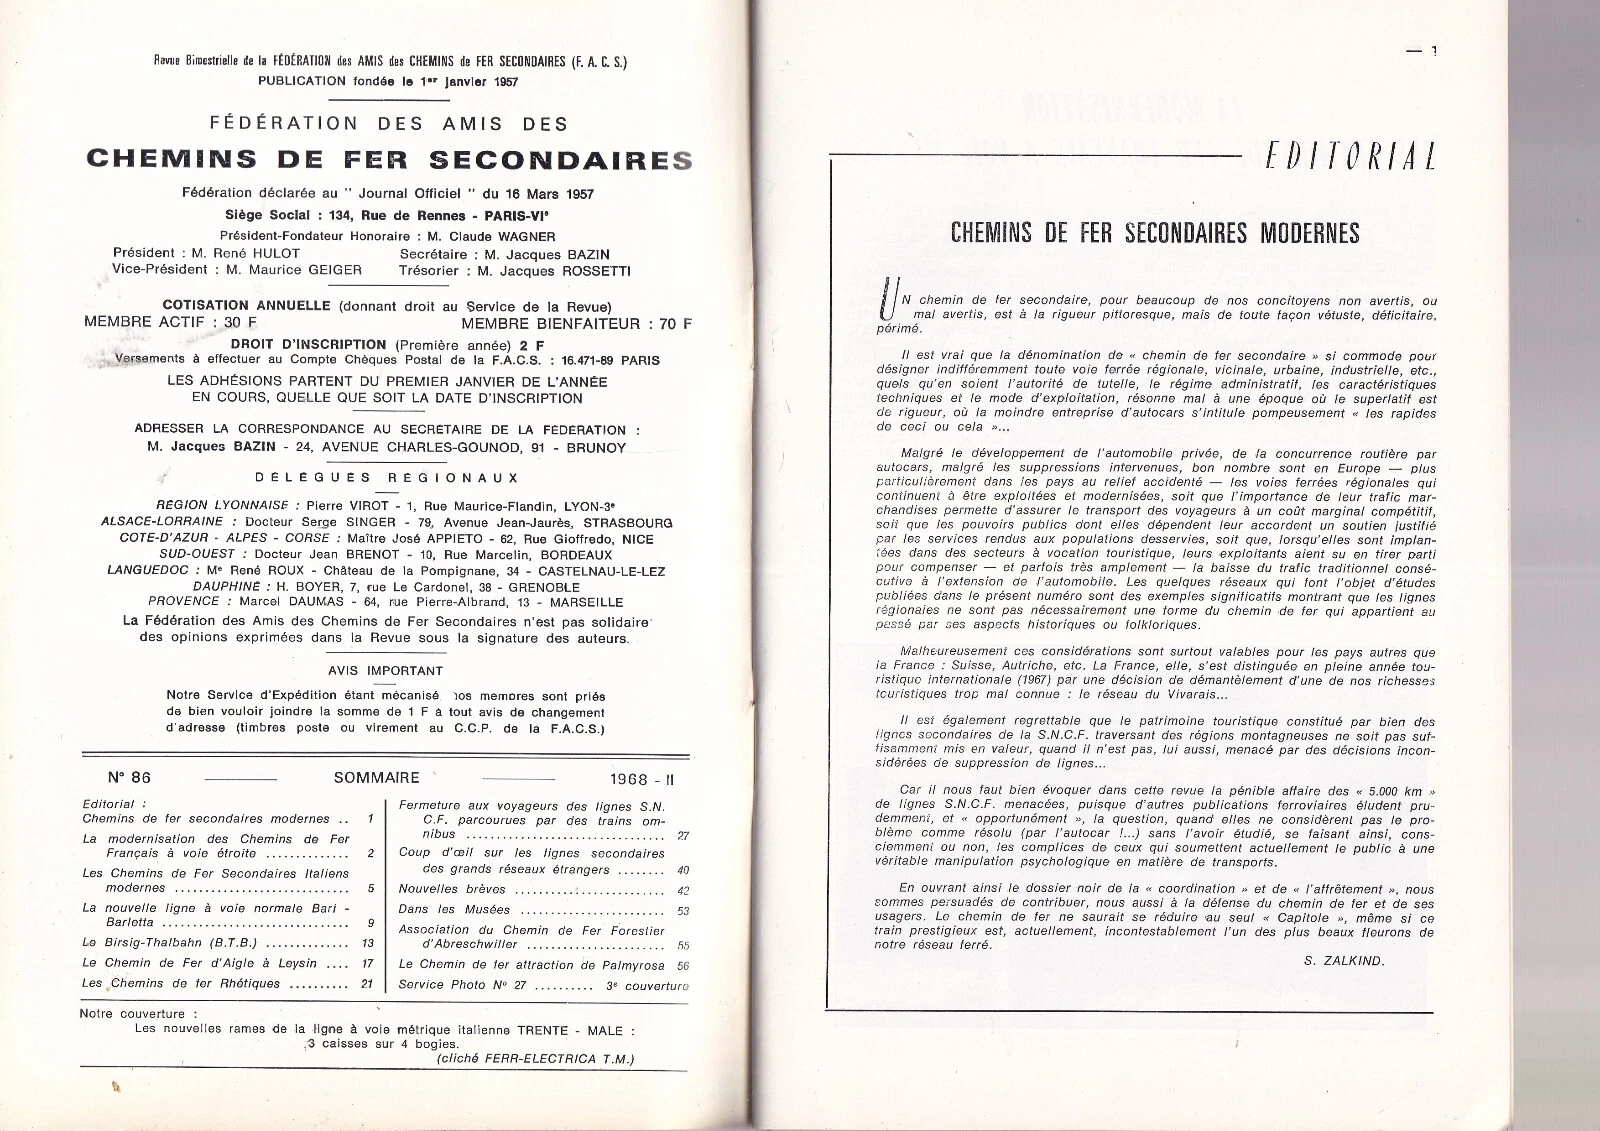 Revue Bimestrielle de la FÉDÉRATION des AMIS des CHEMINS de FER SECONDAIRES (F. A. C. S.)
PUBLICATION fondée le 1er Janvier 1957
FÉDÉRATION DES AMIS DES
CHEMINS DE FER SECONDAIRES
Fédération déclarée au " Journal Officiel " du 16 Mars 1957
Siège Social : 134, Rue de Rennes - PARIS-VIe
Président-Fondateur Honoraire : M. Claude WAGNER
Président : M. René HULOT Secrétaire : M. Jacques BAZIN
Vice-Président : M. Maurice GEIGER Trésorier : M. Jacques ROSSETTI
COTISATION ANNUELLE (donnant droit au Service de la Revue)
MEMBRE ACTIF : 30 F MEMBRE BIENFAITEUR : 70 F
DROIT D'INSCRIPTION (Première année) 2 F
Versements à effectuer au Compte Chèques Postal de la F.A.C.S. : 16.471-89 PARIS
LES ADHÉSIONS PARTENT DU PREMIER JANVIER DE L'ANNÉE
EN COURS, QUELLE QUE SOIT LA DATE D'INSCRIPTION
ADRESSER LA CORRESPONDANCE AU SECRÉTAIRE DE LA FÉDÉRATION :
M. Jacques BAZIN - 24, AVENUE CHARLES-GOUNOD, 91 - BRUNOY
DÉLÉGUÉS RÉGIONAUX
RÉGION LYONNAISE : Pierre VIROT - 1, Rue Maurice-Flandin, LYON-3e
ALSACE-LORRAINE : Docteur Serge SINGER - 79, Avenue Jean-Jaurès, STRASBOURG
COTE-D'AZUR - ALPES - CORSE : Maître José APPIETO - 62, Rue Gioffredo, NICE
SUD-OUEST : Docteur Jean BRENOT - 10, Rue Marcelin, BORDEAUX
LANGUEDOC : Me René ROUX - Château de la Pompignane, 34 - CASTELNAU-LE-LEZ
DAUPHINÉ : H. BOYER, 7, rue Le Cardonel, 38 - GRENOBLE
PROVENCE : Marcel DAUMAS - 64, rue Pierre-Albrand, 13 - MARSEILLE
La Fédération des Amis des Chemins de Fer Secondaires n'est pas solidaire
des opinions exprimées dans la Revue sous la signature des auteurs.
AVIS IMPORTANT
Notre Service d'Expédition étant mécanisé, nos memores sont priés
de bien vouloir joindre la somme de 1 F à tout avis de changement
d'adresse (timbres poste ou virement au C.C.P. de la F.A.C.S.)
N° 86 SOMMAIRE 1968 - II
Editorial :
Chemins de fer secondaires modernes .. 1
La modernisation des Chemins de Fer
Français à voie étroite .............. 2
Les Chemins de Fer Secondaires Italiens
modernes ............................. 5
La nouvelle ligne à voie normale Bari -
Barletta ............................... 9
Le Birsig-Thalbahn (B.T.B.) .............. 13
Le Chemin de Fer d'Aigle à Leysin .... 17
Les Chemins de fer Rhétiques .......... 21
Fermeture aux voyageurs des lignes S.N.
C.F. parcourues par des trains om-
nibus ................................. 27
Coup d'œil sur les lignes secondaires
des grands réseaux étrangers ........ 40
Nouvelles brèves ......................... 42
Dans les Musées ........................ 53
Association du Chemin de Fer Forestier
d'Abreschwiller ....................... 55
Le Chemin de fer attraction de Palmyrosa 56
Service Photo N° 27 .......... 3e couverture
Notre couverture :
Les nouvelles rames de la ligne à voie métrique italienne TRENTE - MALE :
3 caisses sur 4 bogies.
(cliché FERR-ELECTRICA T.M.)
— 1
EDITORIAL
CHEMINS DE FER SECONDAIRES MODERNES
UN chemin de fer secondaire, pour beaucoup de nos concitoyens non avertis, ou
mal avertis, est à la rigueur pittoresque, mais de toute façon vétuste, déficitaire,
périmé.
Il est vrai que la dénomination de « chemin de fer secondaire » si commode pour
désigner indifféremment toute voie ferrée régionale, vicinale, urbaine, industrielle, etc.,
quels qu'en soient l'autorité de tutelle, le régime administratif, les caractéristiques
techniques et le mode d'exploitation, résonne mal à une époque où le superlatif est
de rigueur, où la moindre entreprise d'autocars s'intitule pompeusement « les rapides
de ceci ou cela »...
Malgré le développement de l'automobile privée, de la concurrence routière par
autocars, malgré les suppressions intervenues, bon nombre sont en Europe — plus
particulièrement dans les pays au relief accidenté — les voies ferrées régionales qui
continuent à être exploitées et modernisées, soit que l'importance de leur trafic mar-
chandises permette d'assurer le transport des voyageurs à un coût marginal compétitif,
soit que les pouvoirs publics dont elles dépendent leur accordent un soutien justifié
par les services rendus aux populations desservies, soit que, lorsqu'elles sont implan-
tées dans des secteurs à vocation touristique, leurs exploitants aient su en tirer parti
pour compenser — et parfois très amplement — la baisse du trafic traditionnel consé-
cutive à l'extension de l'automobile. Les quelques réseaux qui font l'objet d'études
publiées dans le présent numéro sont des exemples significatifs montrant que les lignes
régionales ne sont pas nécessairement une forme du chemin de fer qui appartient au
passé par ses aspects historiques ou folkloriques.
Malheureusement ces considérations sont surtout valables pour les pays autres que
la France : Suisse, Autriche, etc. La France, elle, s'est distinguée en pleine année tou-
ristique internationale (1967) par une décision de démantèlement d'une de nos richesses
touristiques trop mal connue : le réseau du Vivarais...
Il est également regrettable que le patrimoine touristique constitué par bien des
lignes secondaires de la S.N.C.F. traversant des régions montagneuses ne soit pas suf-
fisamment mis en valeur, quand il n'est pas, lui aussi, menacé par des décisions incon-
sidérées de suppression de lignes...
Car il nous faut bien évoquer dans cette revue la pénible affaire des « 5.000 km »
de lignes S.N.C.F. menacées, puisque d'autres publications ferroviaires éludent pru-
demment, et « opportunément », la question, quand elles ne considèrent pas le pro-
blème comme résolu (par l'autocar !...) sans l'avoir étudié, se faisant ainsi, cons-
ciemment ou non, les complices de ceux qui soumettent actuellement le public à une
véritable manipulation psychologique en matière de transports.
En ouvrant ainsi le dossier noir de la « coordination » et de « l'affrètement », nous
sommes persuadés de contribuer, nous aussi à la défense du chemin de fer et de ses
usagers. Le chemin de fer ne saurait se réduire au seul « Capitole », même si ce
train prestigieux est, actuellement, incontestablement l'un des plus beaux fleurons de
notre réseau ferré.
S. ZALKIND.